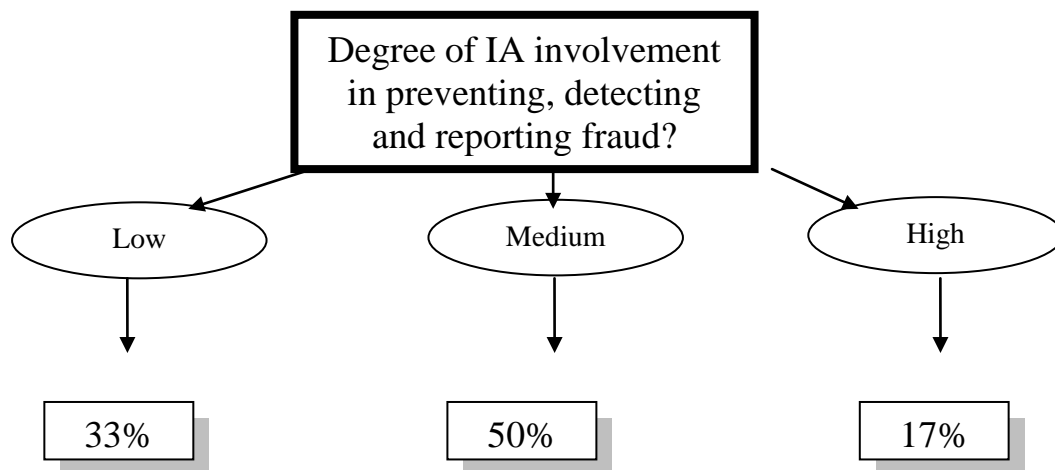 Degree of IA involvement
in preventing, detecting
and reporting fraud?
Low
Medium
High
33%
50%
17%